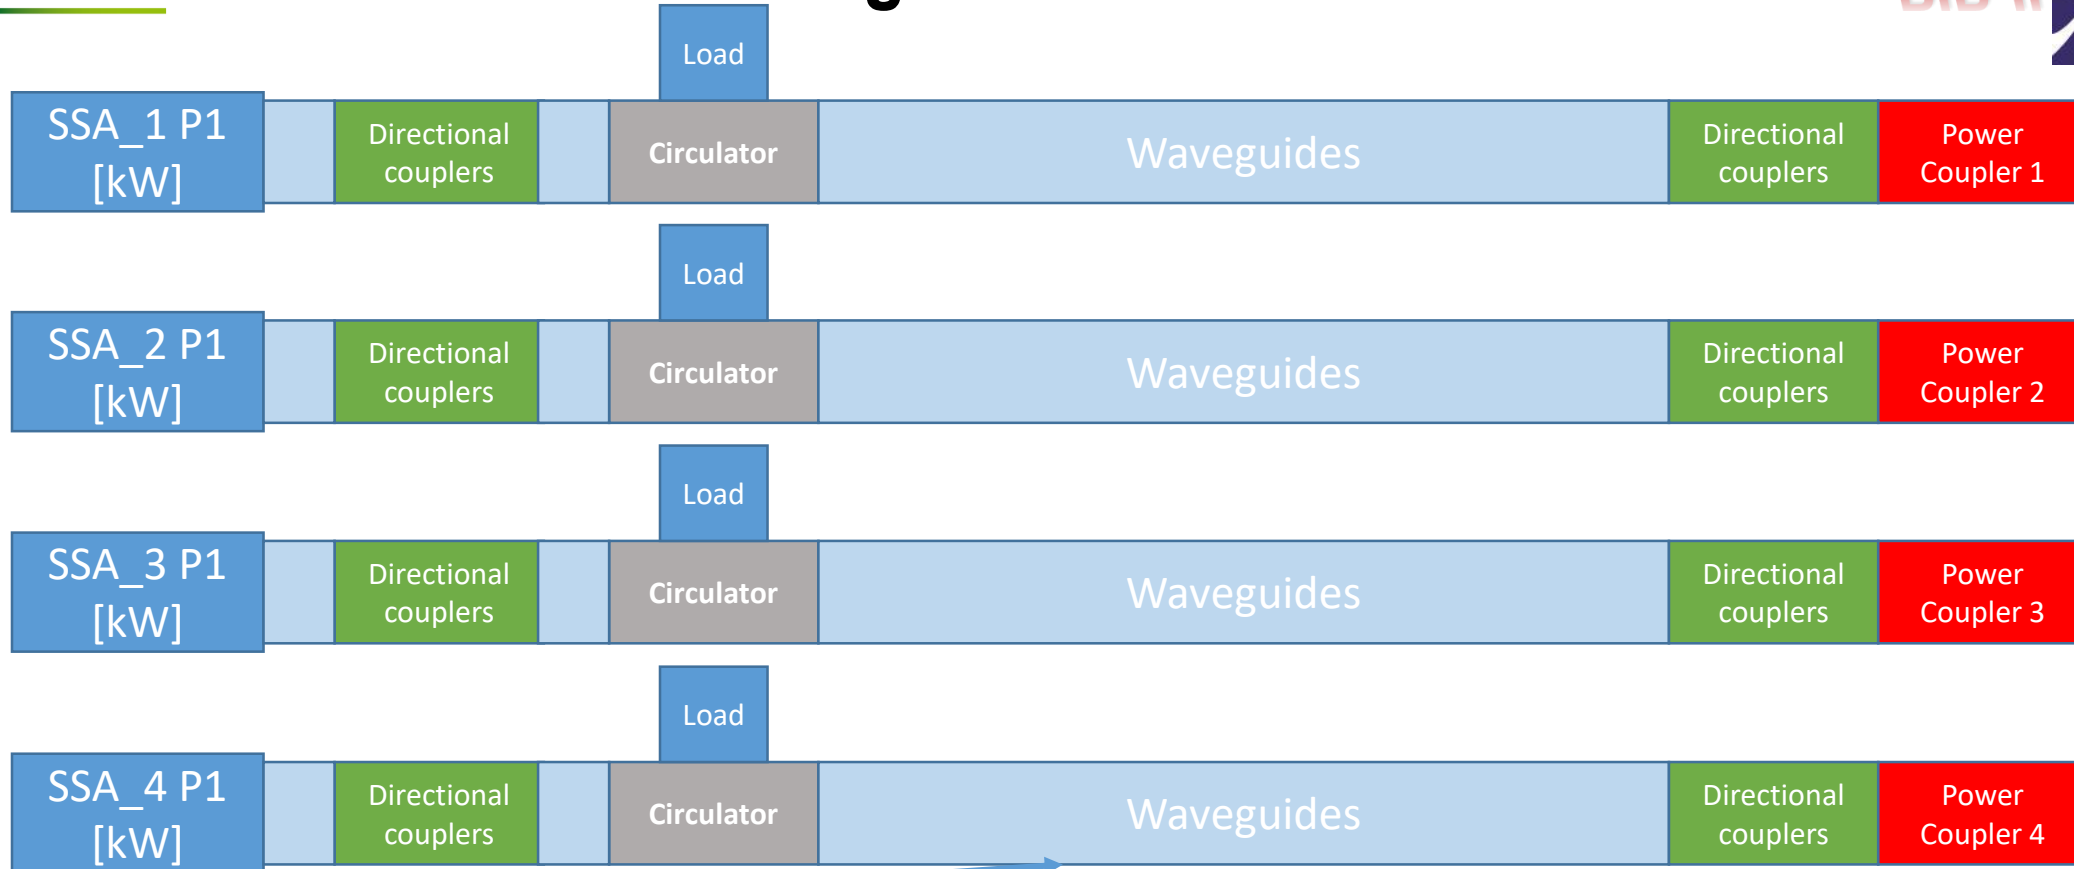 Load
SSA_1 P1
[kW]
Directional
couplers
Circulator
Waveguides
Directional
couplers
Power
Coupler 1
Load
SSA_2 P1
[kW]
Directional
couplers
Circulator
Waveguides
Directional
couplers
Power
Coupler 2
Load
SSA_3 P1
[kW]
Directional
couplers
Circulator
Waveguides
Directional
couplers
Power
Coupler 3
Load
SSA_4 P1
[kW]
Directional
couplers
Circulator
Waveguides
Directional
couplers
Power
Coupler 4